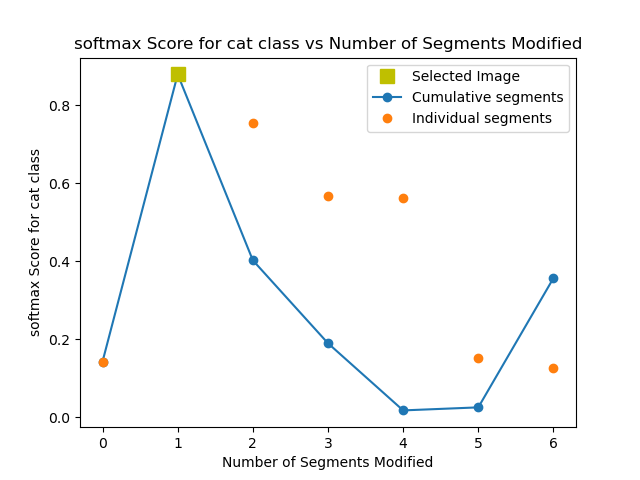 softmax Score for cat class vs Number of Segments Modified
Selected Image
Cumulative segments
Individual segments
softmax Score for cat class
0.8
0.6
0.4
0.2
0.0
0 1 2 3 4 5 6
Number of Segments Modified